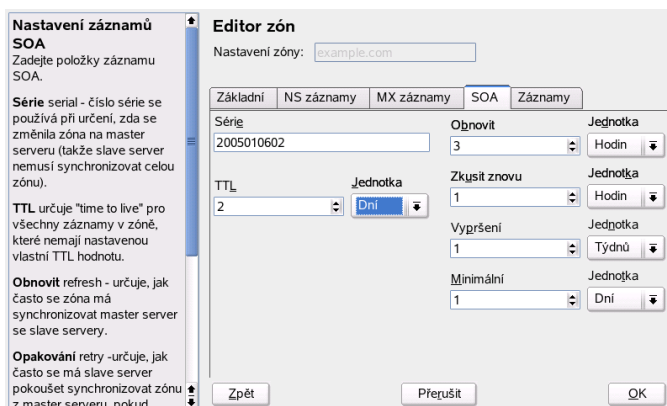 Nastavení záznamů
SOA
Zadejte položky záznamu
SOA.
Série serial - číslo série se
používá při určení, zda se
změnila zóna na master
serveru (takže slave server
nemusí synchronizovat celou
zónu).
TTL určuje "time to live" pro
všechny záznamy v zóně,
které nemají nastavenou
vlastní TTL hodnotu.
Obnovit refresh - určuje, jak
často se zóna má
synchronizovat master server
se slave servery.
Opakování retry -určuje, jak
často se má slave server
pokoušet synchronizovat zónu
z master serveru, pokud
Editor zón
Nastavení zóny: example.com
Základní NS záznamy MX záznamy SOA Záznamy
Série
2005010602
TTL Jednotka
2 Dní
Obnovit Jednotka
3 Hodin
Zkusit znovu Jednotka
1 Hodin
Vypršení Jednotka
1 Týdnů
Minimální Jednotka
1 Dní
Zpět Přerušit OK